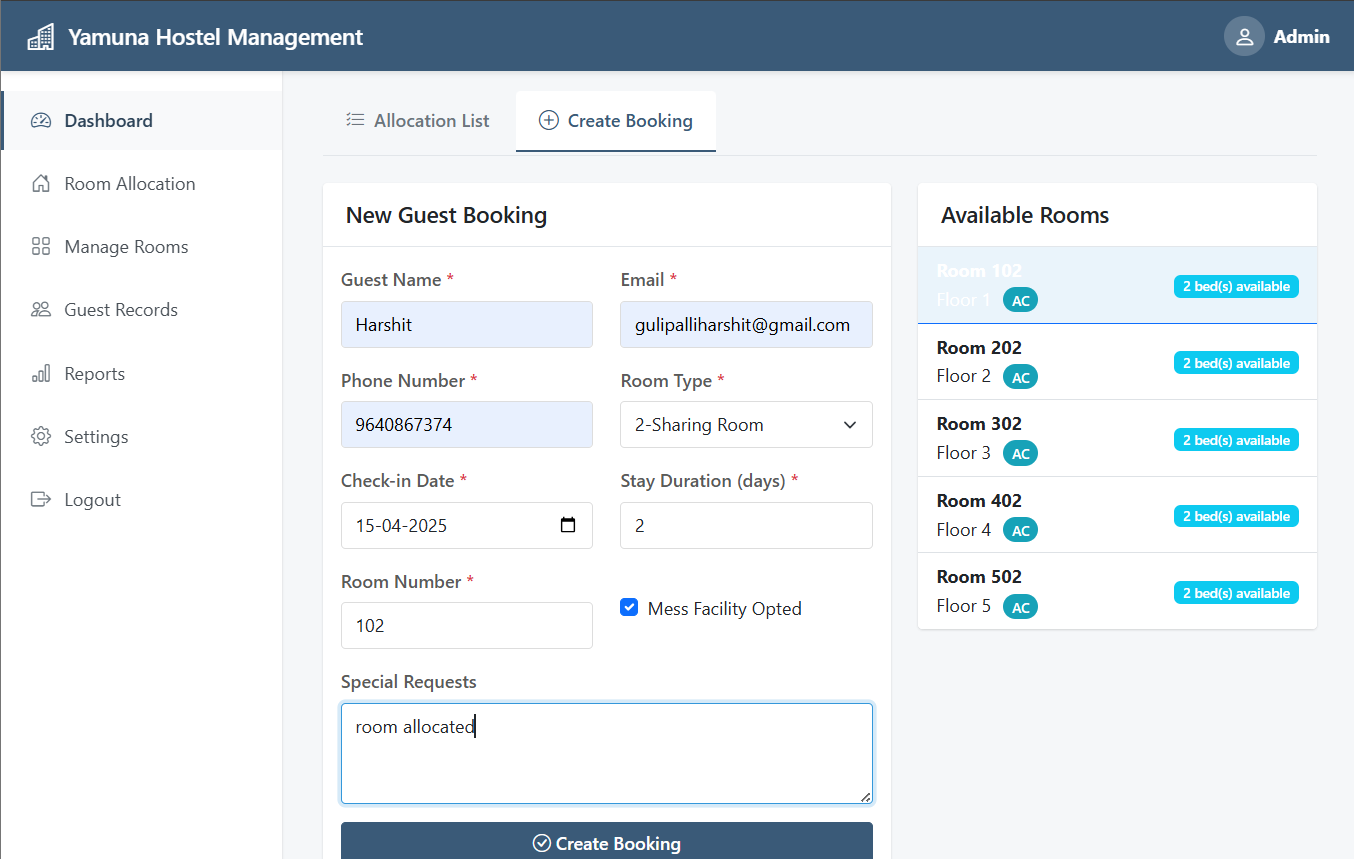 Yamuna Hostel Management
Admin
Dashboard
Room Allocation
Manage Rooms
Guest Records
Reports
Settings
Logout
Allocation List
Create Booking
New Guest Booking
Guest Name *
Email *
Harshit
gulipalliharshit@gmail.com
Phone Number *
Room Type *
9640867374
2-Sharing Room
Check-in Date *
Stay Duration (days) *
15-04-2025
2
Room Number *
102
Mess Facility Opted
Special Requests
room allocated
Create Booking
Available Rooms
Room 102
Floor 1 AC
2 bed(s) available
Room 202
Floor 2 AC
2 bed(s) available
Room 302
Floor 3 AC
2 bed(s) available
Room 402
Floor 4 AC
2 bed(s) available
Room 502
Floor 5 AC
2 bed(s) available